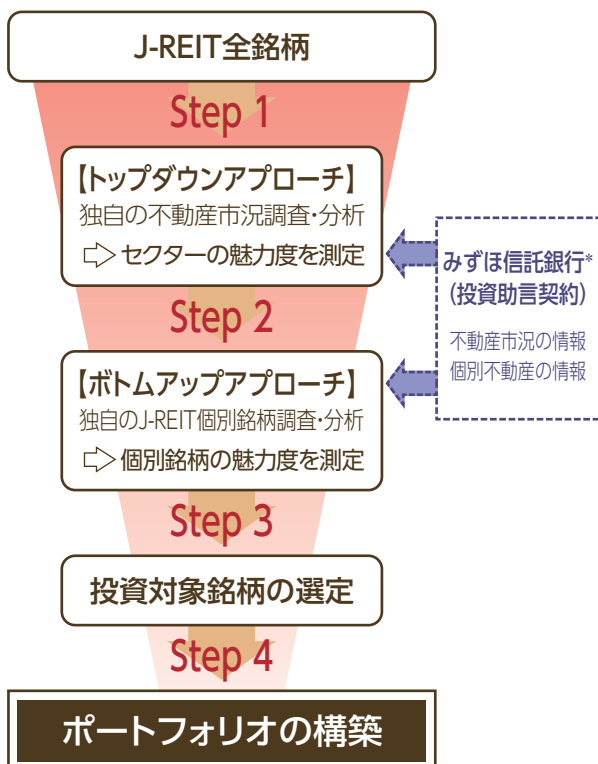 J-REIT全銘柄
Step 1
【トップダウンアプローチ】
独自の不動産市況調査・分析
⇨セクターの魅力度を測定
みずほ信託銀行*
(投資助言契約)
不動産市況の情報
個別不動産の情報
Step 2
【ボトムアップアプローチ】
独自のJ-REIT個別銘柄調査・分析
⇨個別銘柄の魅力度を測定
Step 3
投資対象銘柄の選定
Step 4
ポートフォリオの構築